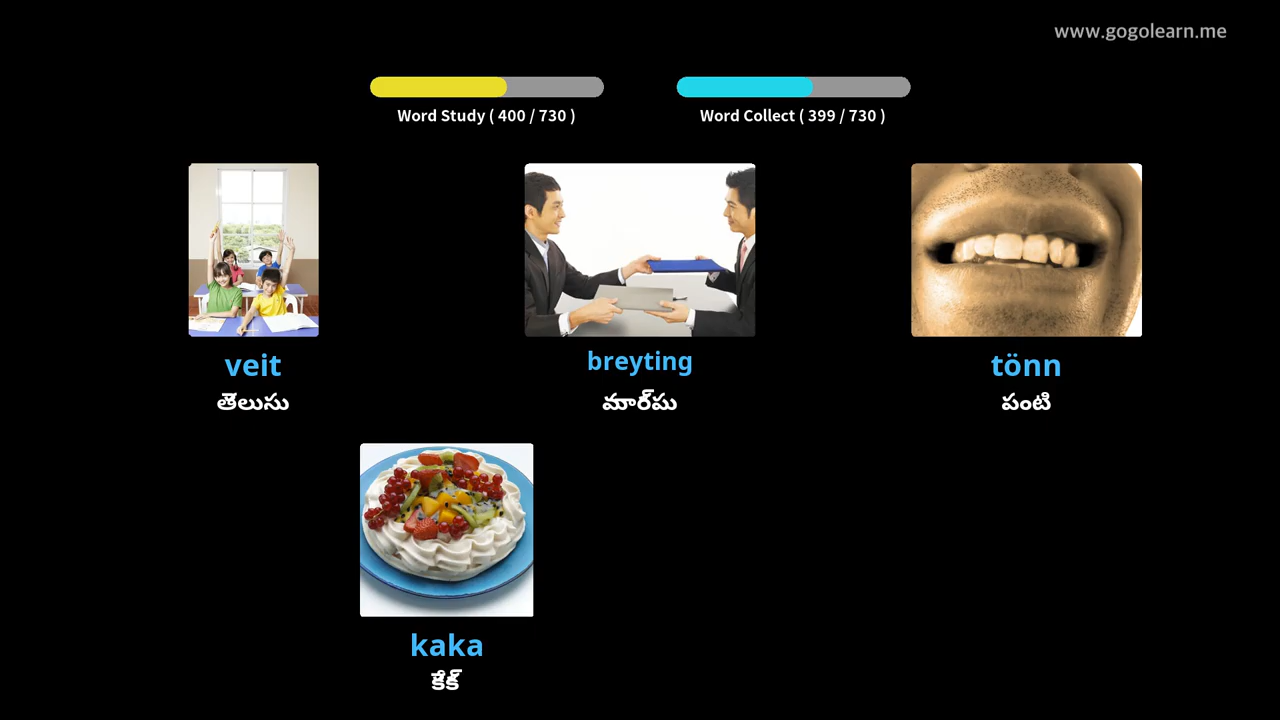 www.gogolearn.me
Word Study ( 400 / 730 )
Word Collect ( 399 / 730 )
veit
తెలుసు
breyting
మార్పు
tönn
పంటి
kaka
కేక్